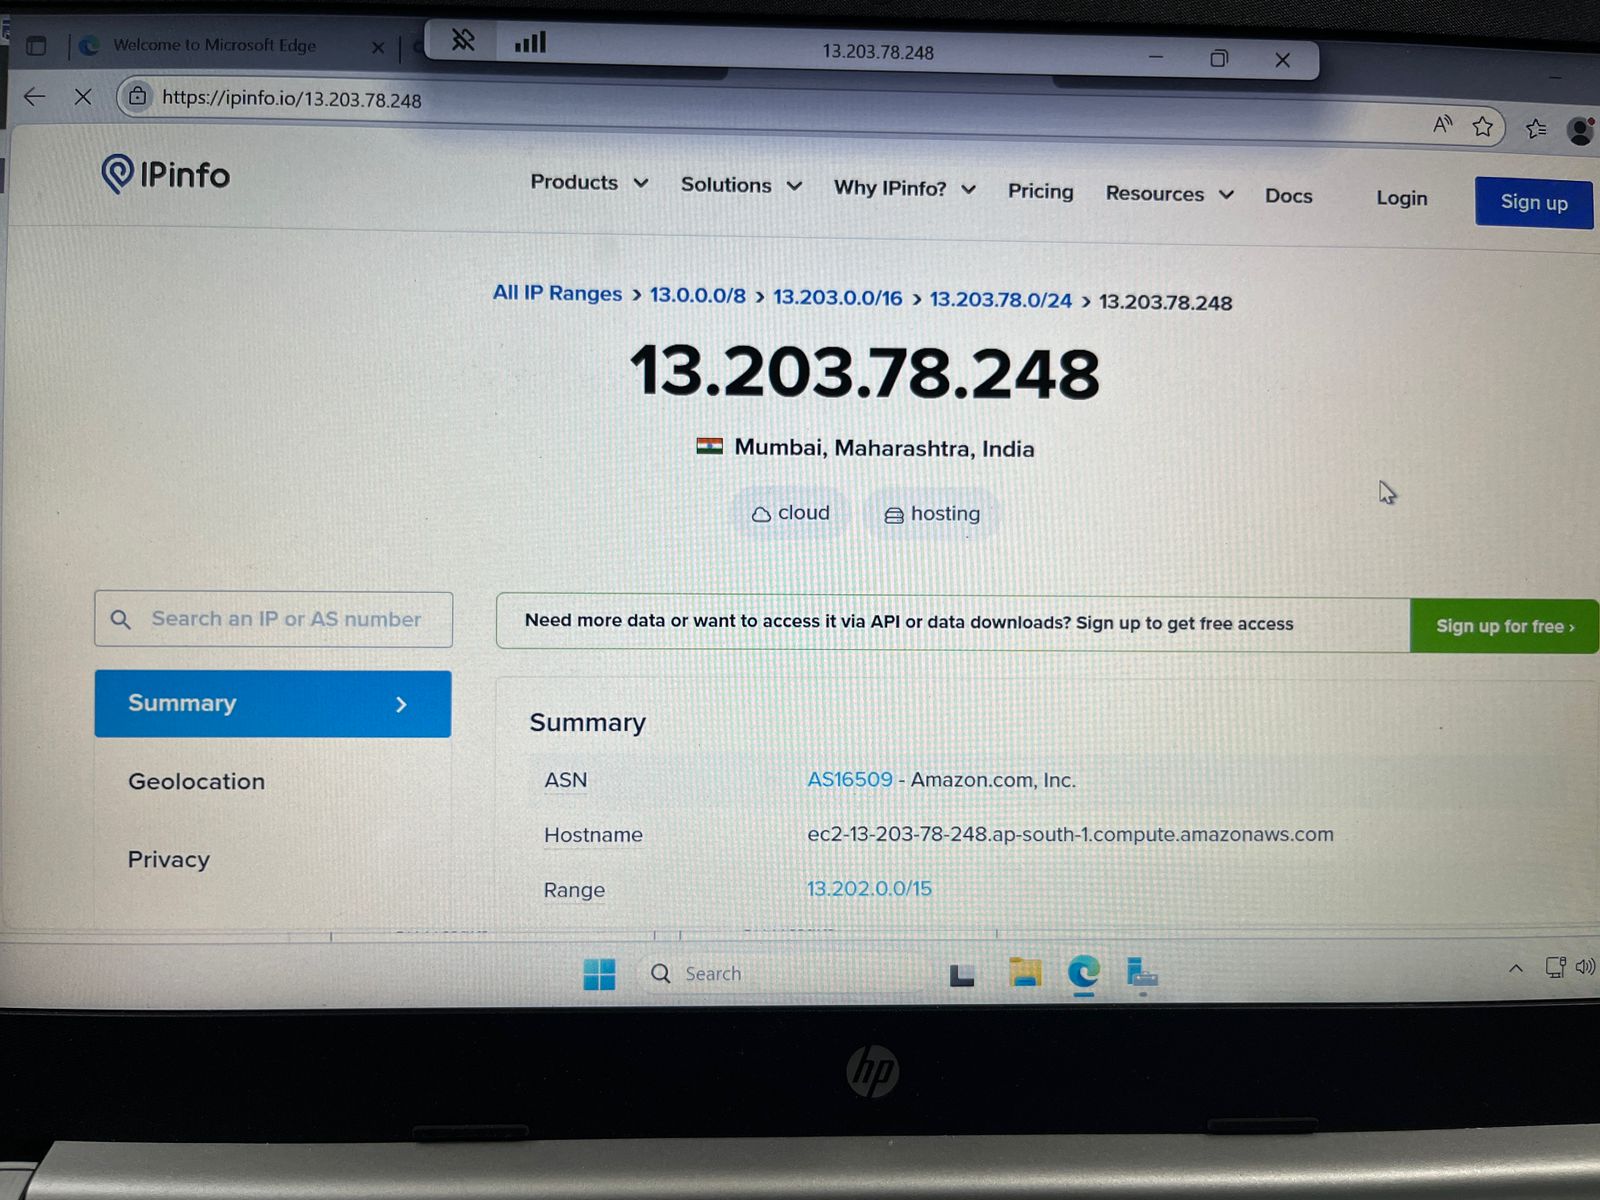 Welcome to Microsoft Edge
13.203.78.248
https://ipinfo.io/13.203.78.248
IPinfo
Products
Solutions
Why IPinfo?
Pricing
Resources
Docs
Login
Sign up
All IP Ranges > 13.0.0.0/8 > 13.203.0.0/16 > 13.203.78.0/24 > 13.203.78.248
13.203.78.248
Mumbai, Maharashtra, India
cloud
hosting
Search an IP or AS number
Need more data or want to access it via API or data downloads? Sign up to get free access
Sign up for free ›
Summary
Geolocation
Privacy
Summary
ASN
AS16509 - Amazon.com, Inc.
Hostname
ec2-13-203-78-248.ap-south-1.compute.amazonaws.com
Range
13.202.0.0/15
Search
hp